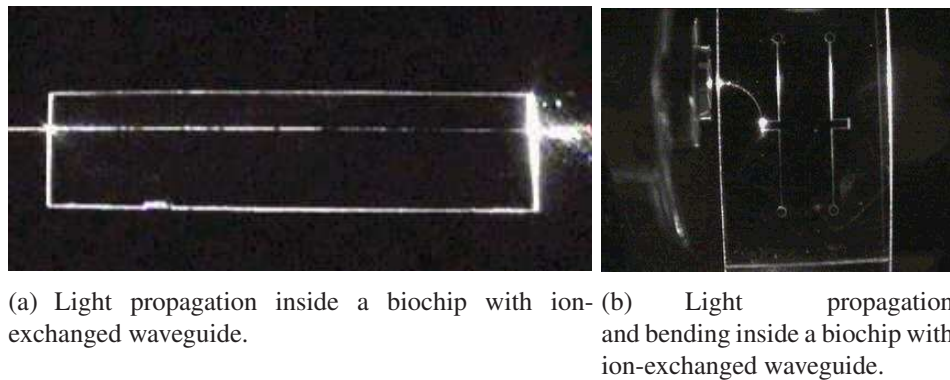 (a) Light propagation inside a biochip with ion-
exchanged waveguide.
(b) Light propagation
and bending inside a biochip with
ion-exchanged waveguide.